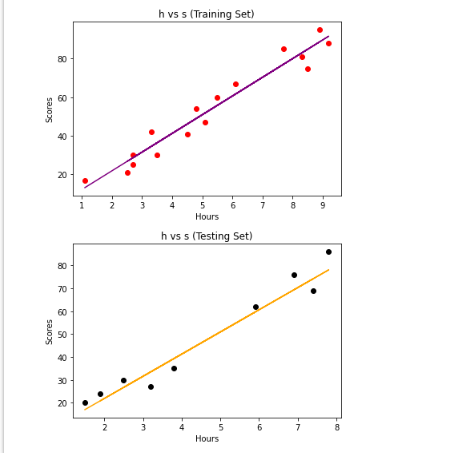 h vs s (Training Set)
80
60
40
20
Scores
1 2 3 4 5 6 7 8 9
Hours
h vs s (Testing Set)
80
70
60
50
40
30
20
Scores
2 3 4 5 6 7 8
Hours